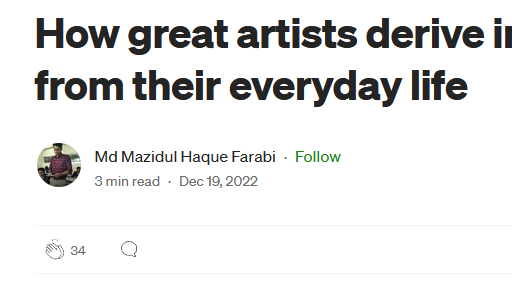 How great artists derive
from their everyday life
Md Mazidul Haque Farabi · Follow
3 min read · Dec 19, 2022
34